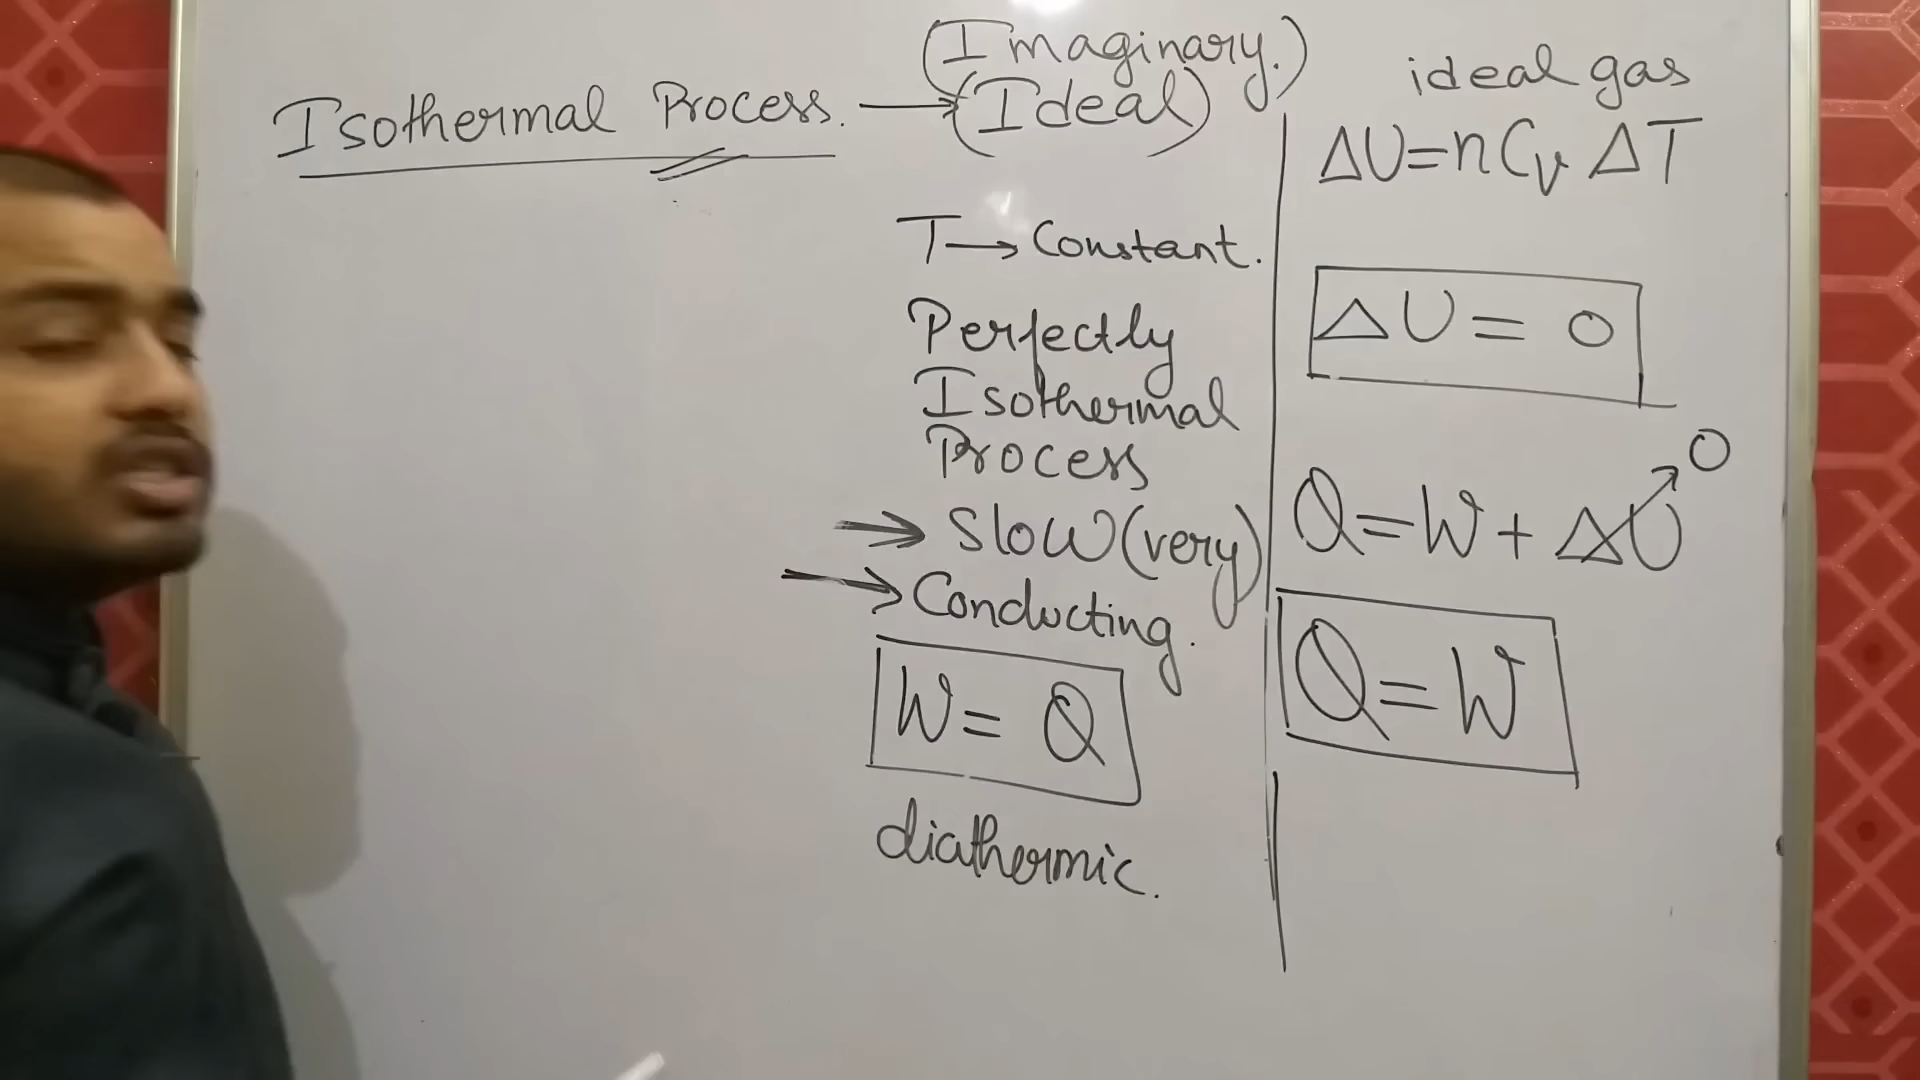 (Imaginary.)
Isothermal Process. → (Ideal)
T → Constant.
Perfectly
Isothermal
Process
⇒ Slow (very)
→ Conducting.
W = Q
diathermic.
ideal gas
ΔU = nCv ΔT
ΔU = 0
Q = W + ΔU ↗ 0
Q = W